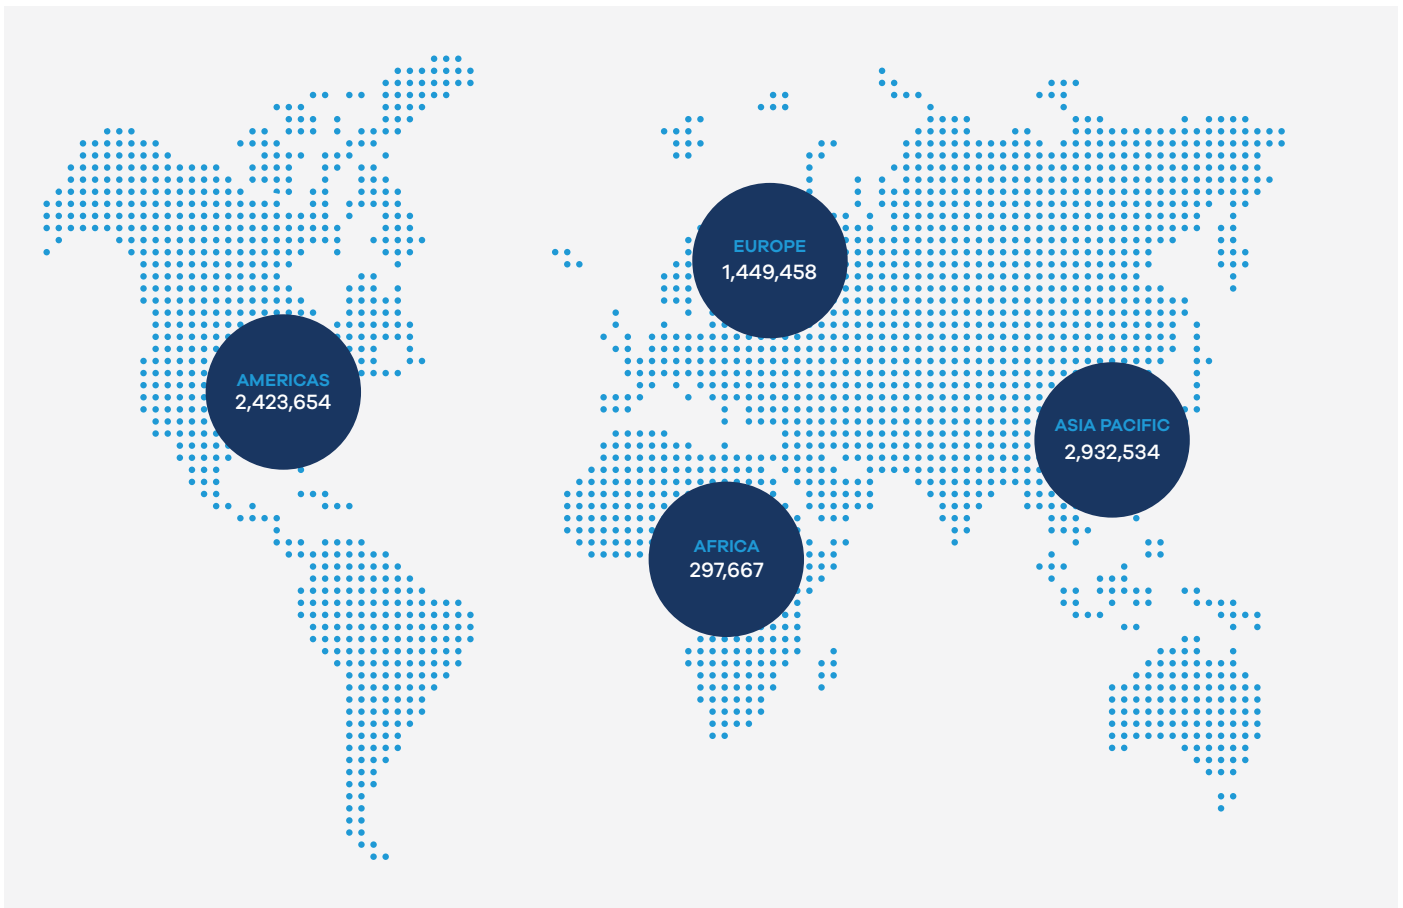 EUROPE
1,449,458
AMERICAS
2,423,654
ASIA PACIFIC
2,932,534
AFRICA
297,667